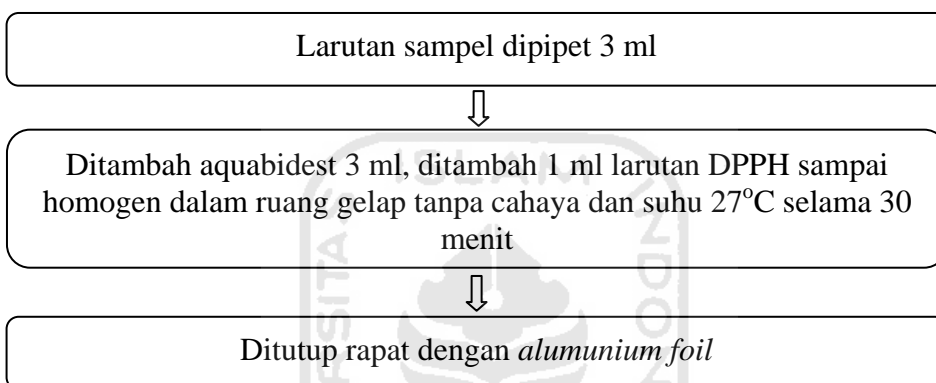 Larutan sampel dipipet 3 ml
Ditambah aquabidest 3 ml, ditambah 1 ml larutan DPPH sampai
homogen dalam ruang gelap tanpa cahaya dan suhu 27°C selama 30
menit
ISLAM
Ditutup rapat dengan alumunium foil